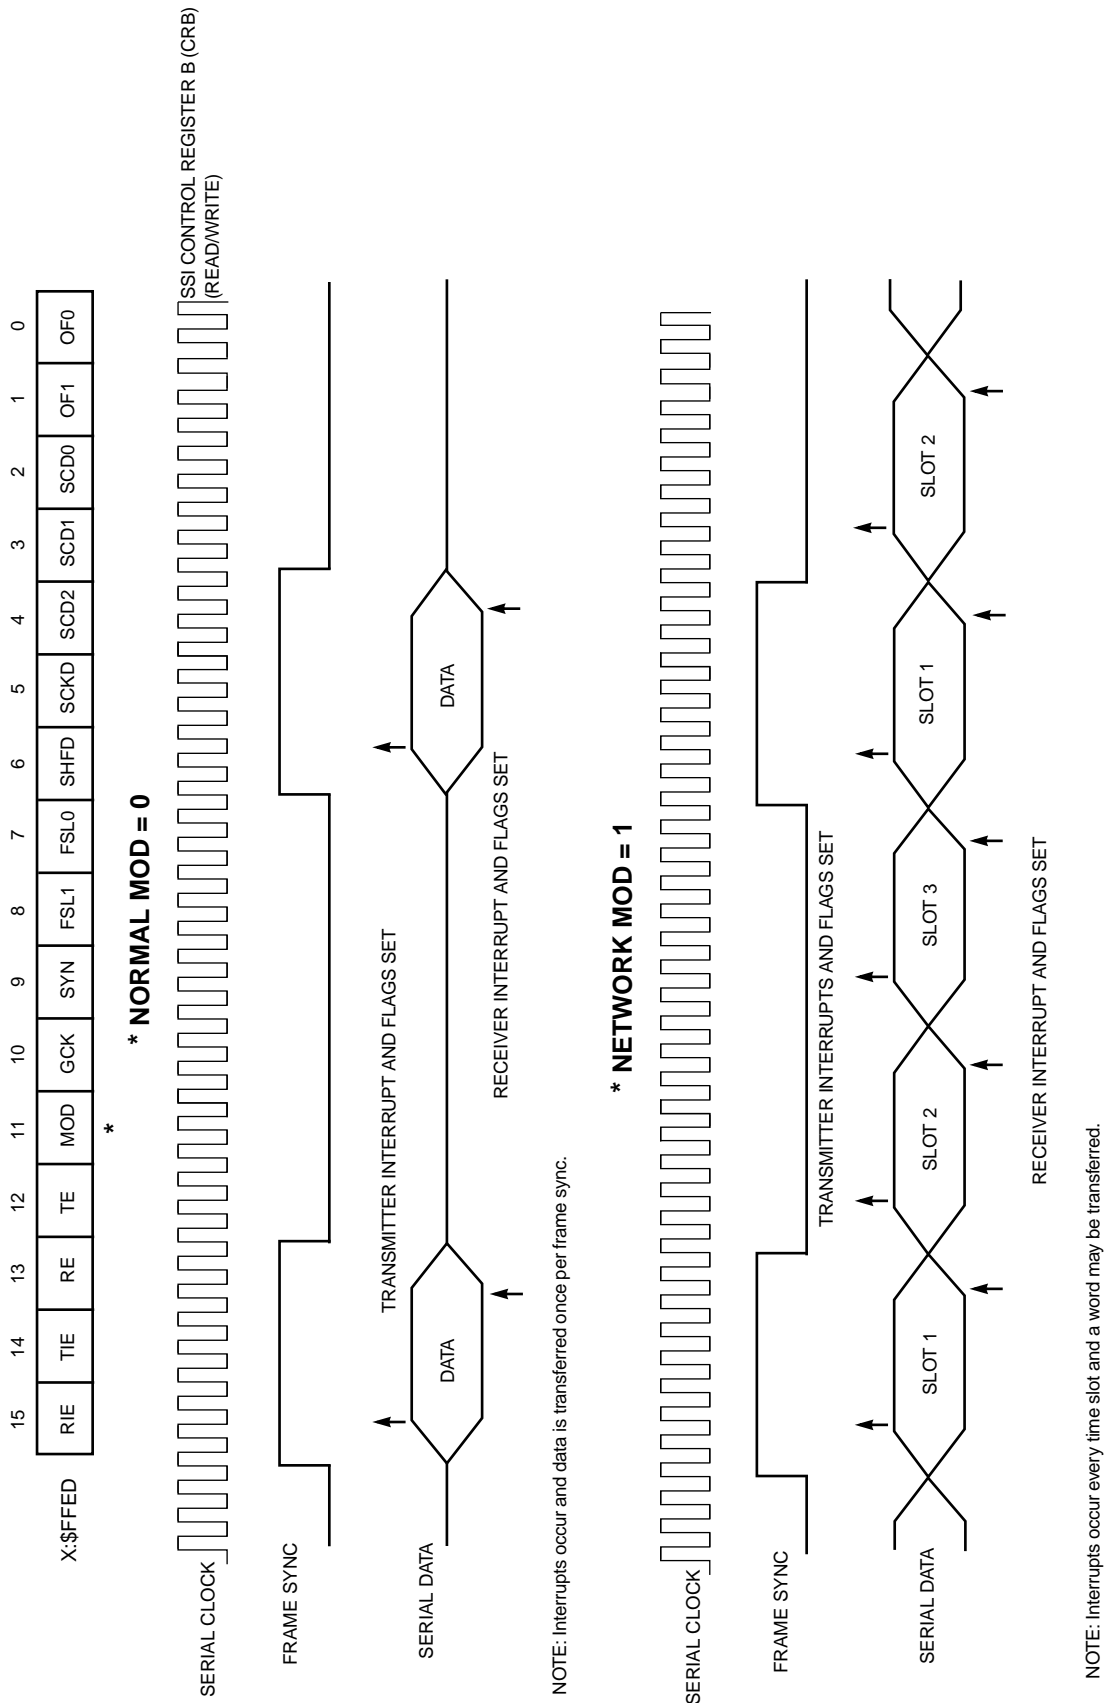 15 14 13 12 11 10 9 8 7 6 5 4 3 2 1 0
X:$FFED RIE TIE RE TE MOD GCK SYN FSL1 FSL0 SHFD SCKD SCD2 SCD1 SCD0 OF1 OF0
*
SSI CONTROL REGISTER B (CRB)
(READ/WRITE)
* NORMAL MOD = 0
SERIAL CLOCK
FRAME SYNC
TRANSMITTER INTERRUPT AND FLAGS SET
SERIAL DATA DATA DATA
RECEIVER INTERRUPT AND FLAGS SET
NOTE: Interrupts occur and data is transferred once per frame sync.
* NETWORK MOD = 1
SERIAL CLOCK
FRAME SYNC
TRANSMITTER INTERRUPTS AND FLAGS SET
SERIAL DATA SLOT 1 SLOT 2 SLOT 3 SLOT 1 SLOT 2
RECEIVER INTERRUPT AND FLAGS SET
NOTE: Interrupts occur every time slot and a word may be transferred.